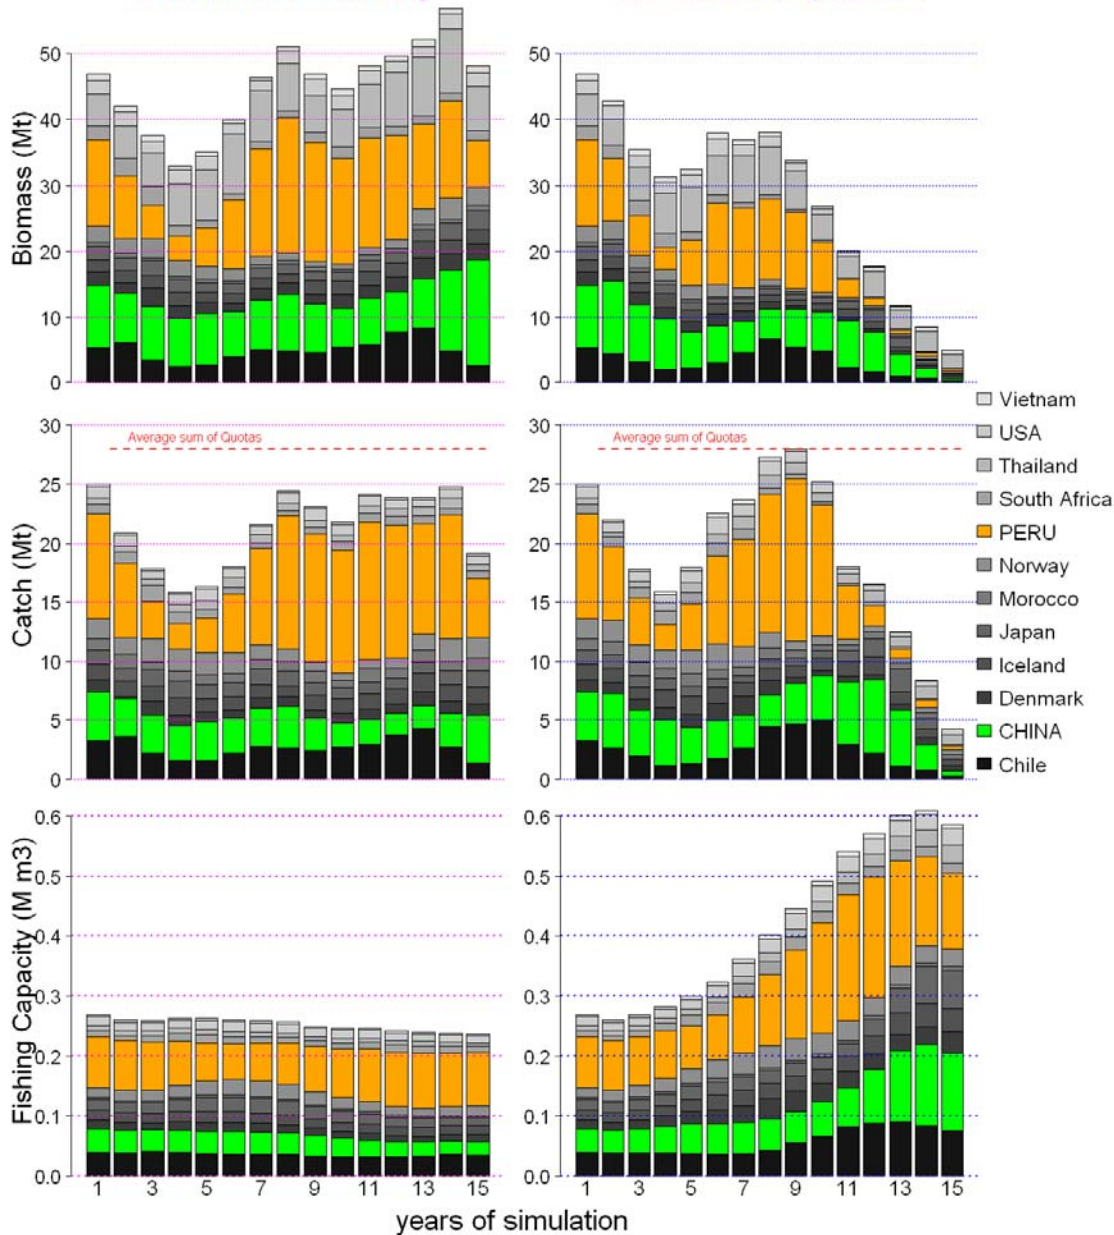 50
40
30
20
10
0
Biomass (Mt)
30
25
20
15
10
5
0
Catch (Mt)
Average sum of Quotas
Average sum of Quotas
30
25
20
15
10
5
0
50
40
30
20
10
0
Vietnam
USA
Thailand
South Africa
PERU
Norway
Morocco
Japan
Iceland
Denmark
CHINA
Chile
0.6
0.5
0.4
0.3
0.2
0.1
0.0
Fishing Capacity (M m3)
0.6
0.5
0.4
0.3
0.2
0.1
0.0
1 3 5 7 9 11 13 15
1 3 5 7 9 11 13 15
years of simulation